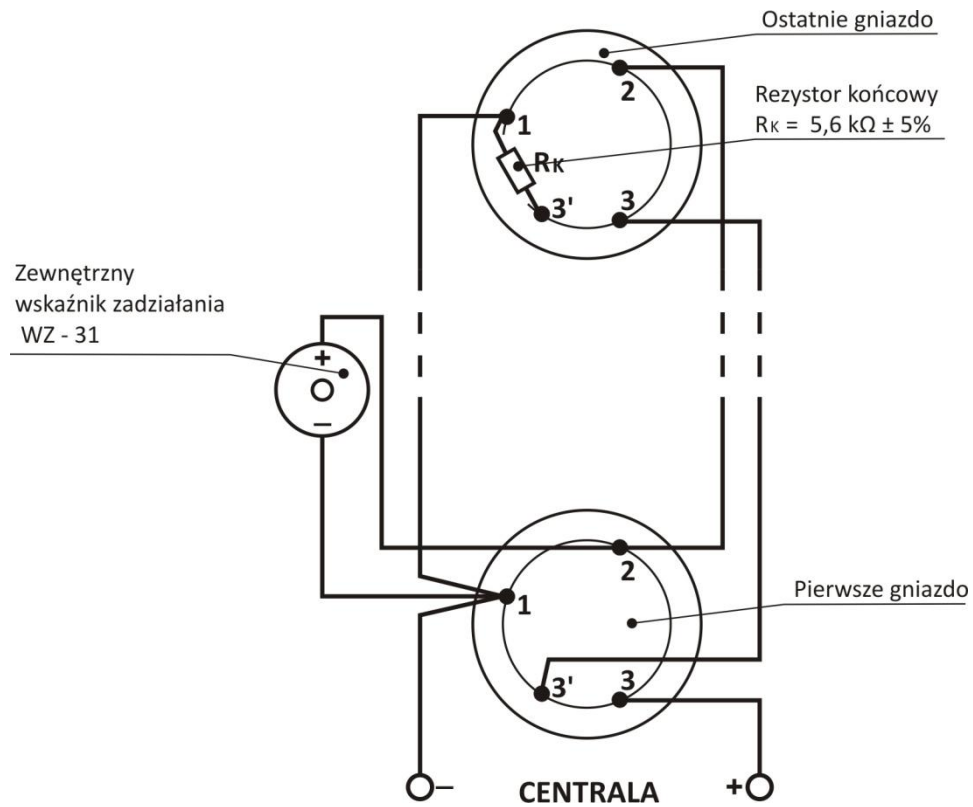 Ostatnie gniazdo
2
Rezystor końcowy
RK = 5,6 kΩ ± 5%
1
RK
3'
3
Zewnętrzny
wskaźnik zadziałania
WZ - 31
+
–
2
1
Pierwsze gniazdo
3'
3
– CENTRALA +